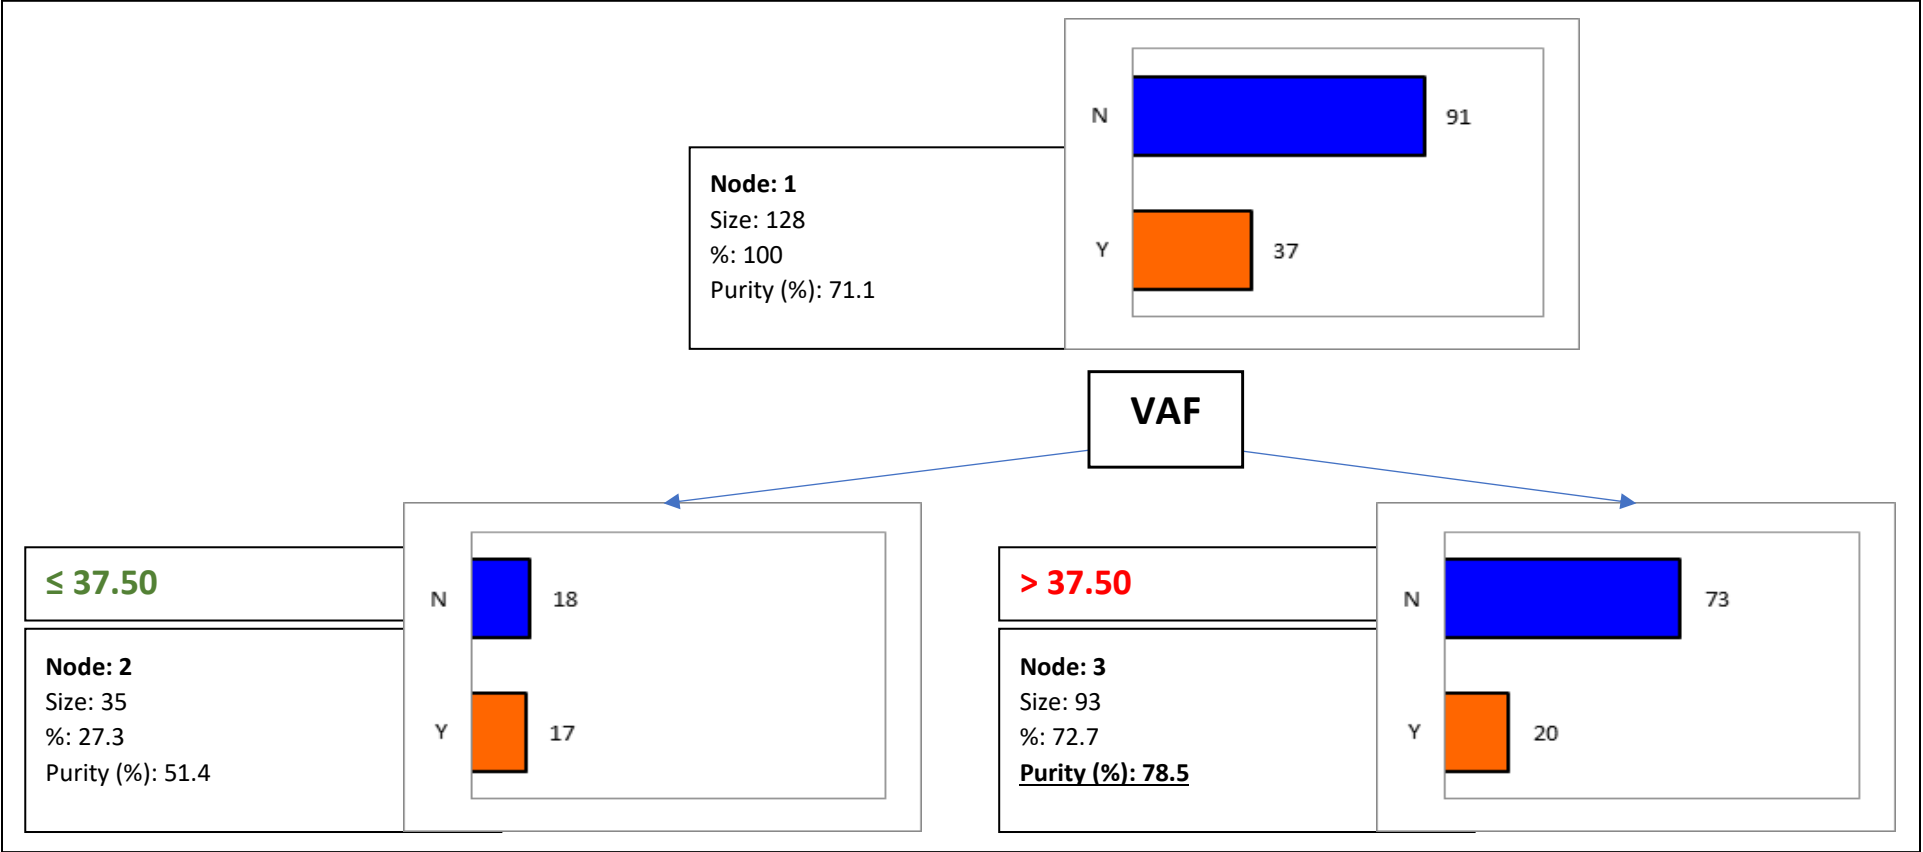 N 91
Node: 1
Size: 128
%: 100
Purity (%): 71.1
Y 37
VAF
≤ 37.50
N 18
Node: 2
Size: 35
%: 27.3
Purity (%): 51.4
Y 17
> 37.50
N 73
Node: 3
Size: 93
%: 72.7
Purity (%): 78.5
Y 20